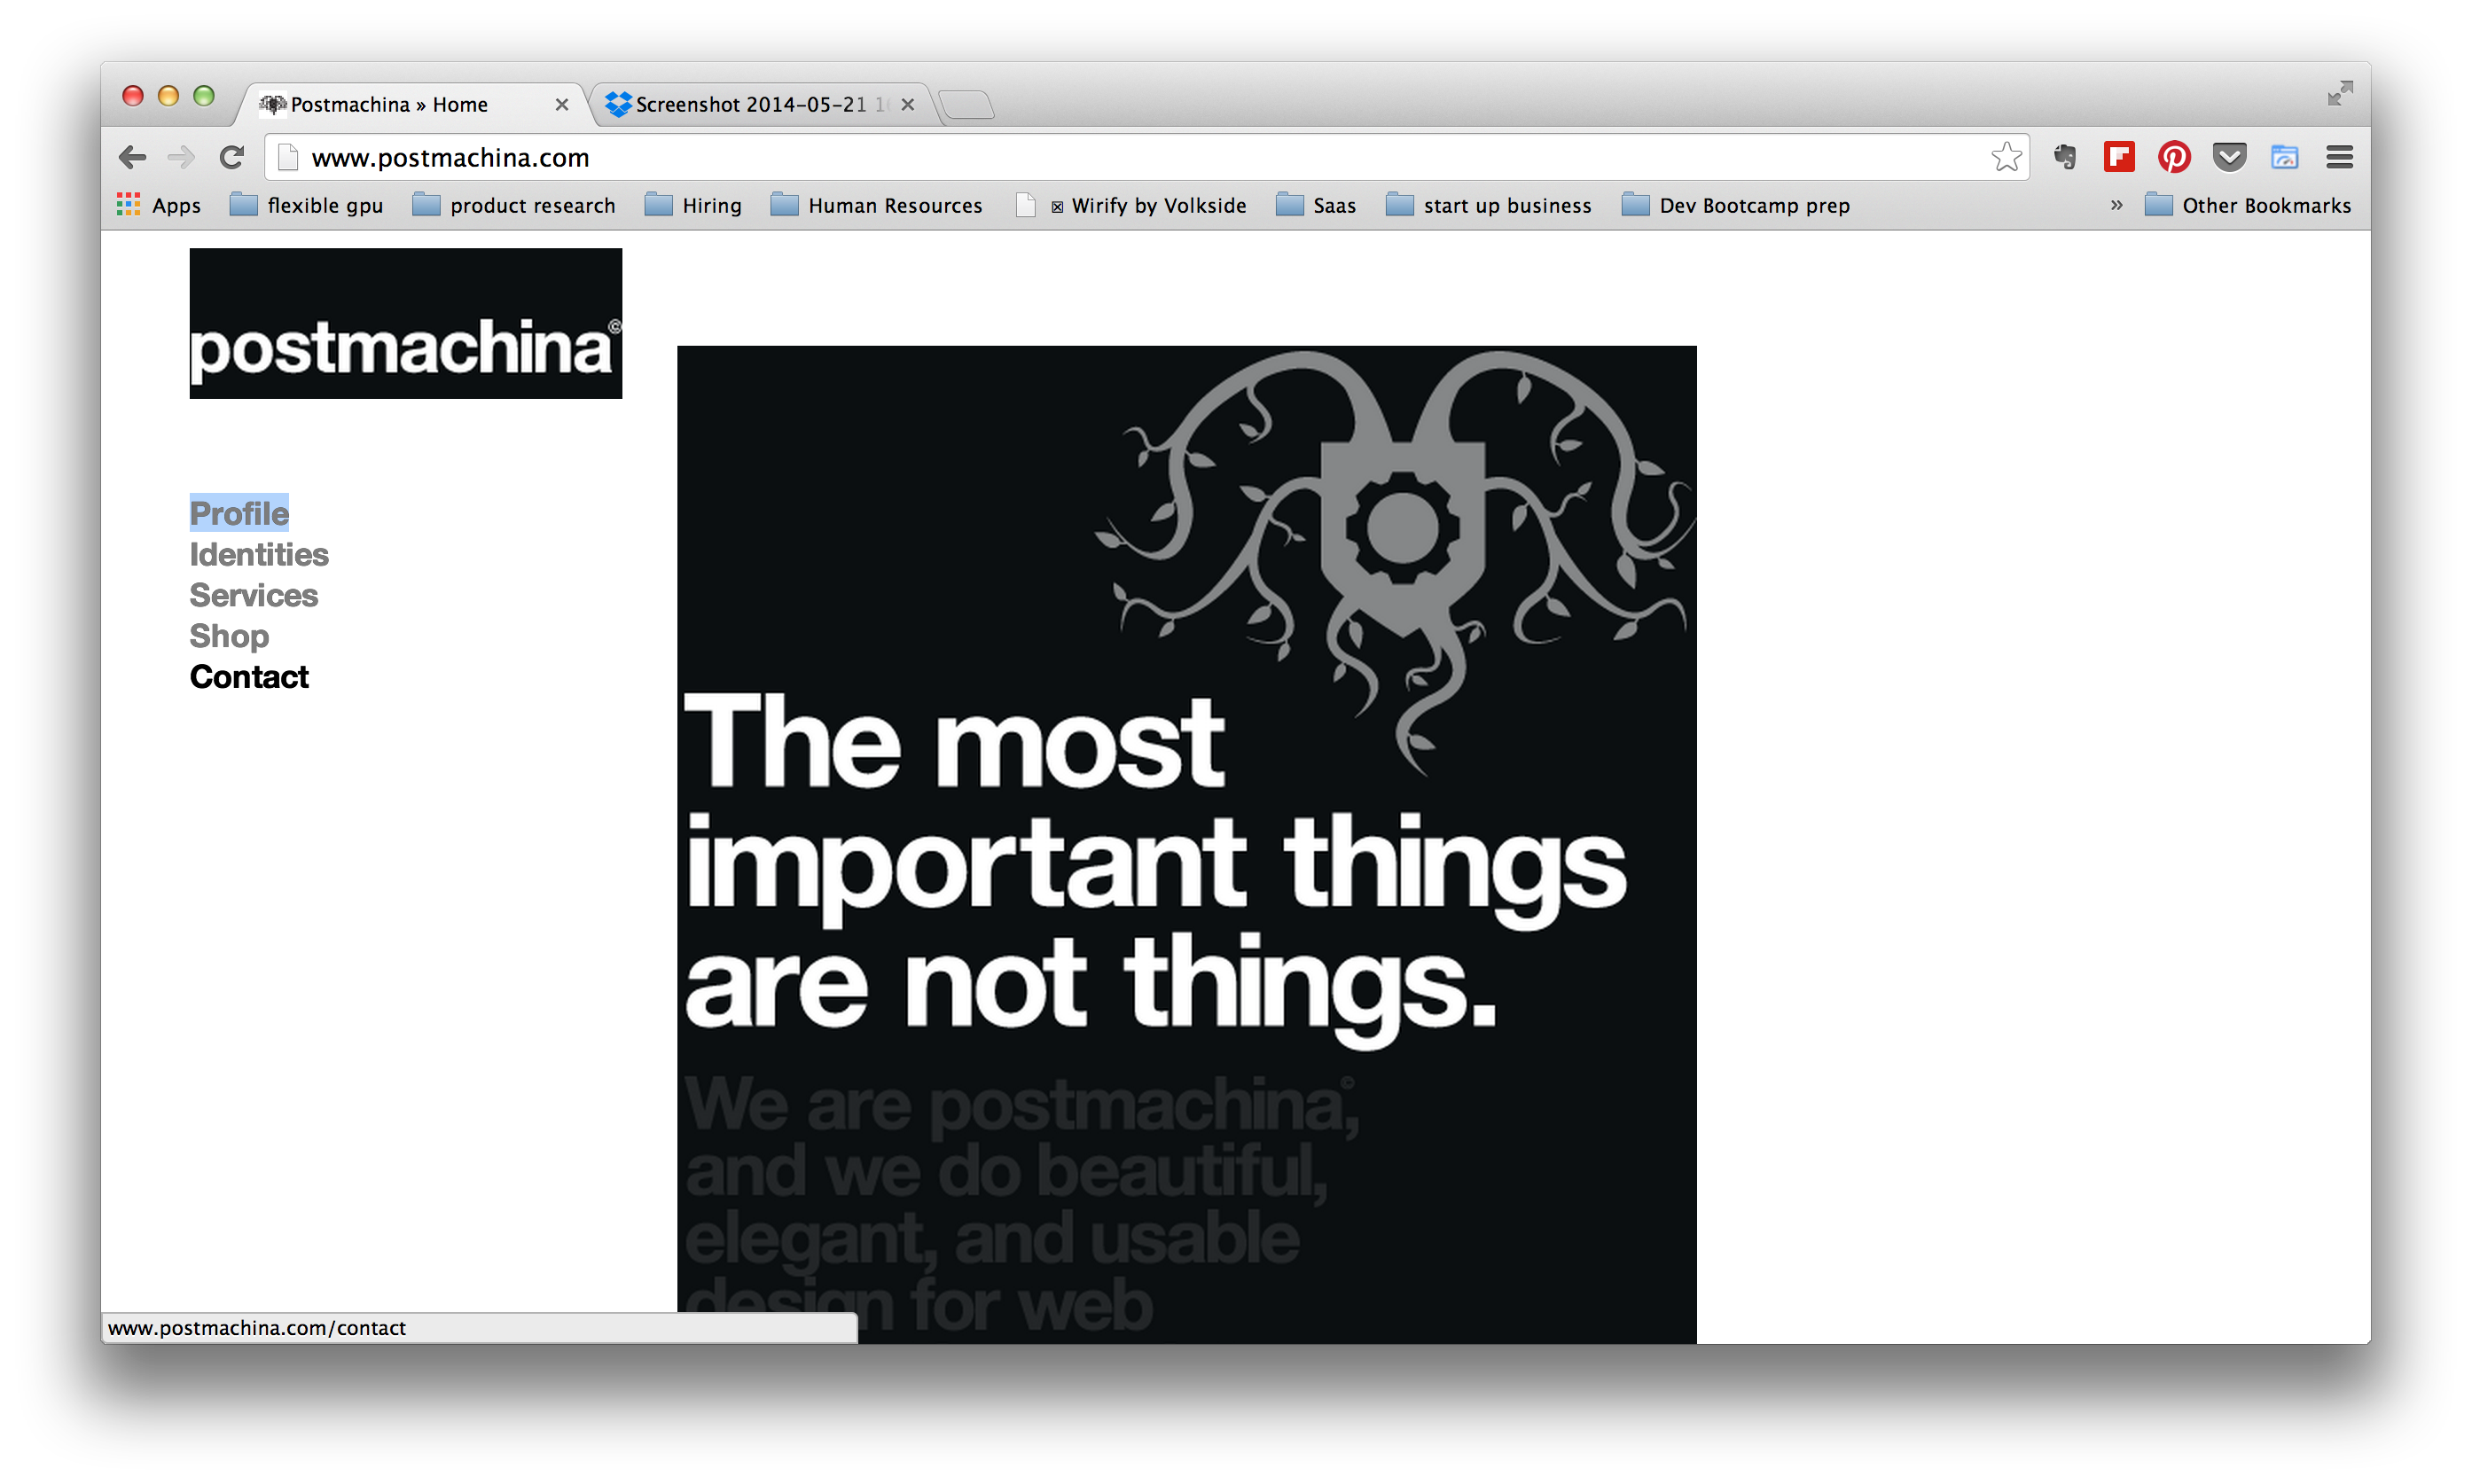 Postmachina » Home
Screenshot 2014-05-21 1
www.postmachina.com
Apps
flexible gpu
product research
Hiring
Human Resources
Wirify by Volkside
Saas
start up business
Dev Bootcamp prep
»
Other Bookmarks
postmachina©
Profile
Identities
Services
Shop
Contact
The most
important things
are not things.
We are postmachina©,
and we do beautiful,
elegant, and usable
design for web
www.postmachina.com/contact